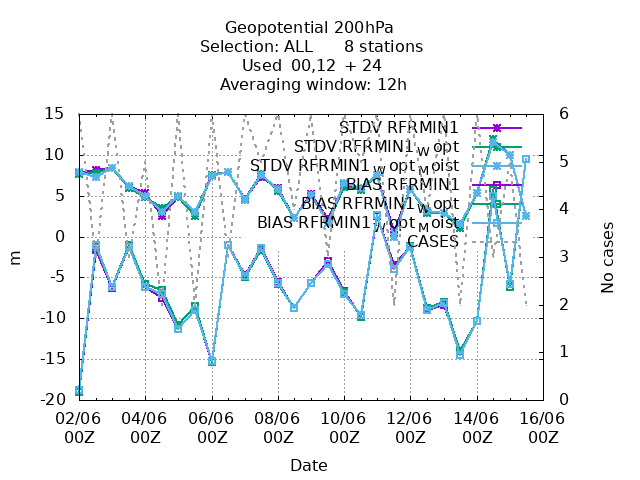 Geopotential 200hPa
Selection: ALL 8 stations
Used 00,12 + 24
Averaging window: 12h
15
10
5
0
-5
-10
-15
-20
m
6
5
4
3
2
1
0
No cases
STDV RFRMIN1
STDV RFRMIN1_W opt
STDV RFRMIN1_W opt_M oist
BIAS RFRMIN1
BIAS RFRMIN1_W opt
BIAS RFRMIN1_W opt_M oist
CASES
02/06 04/06 06/06 08/06 10/06 12/06 14/06 16/06
00Z 00Z 00Z 00Z 00Z 00Z 00Z 00Z
Date